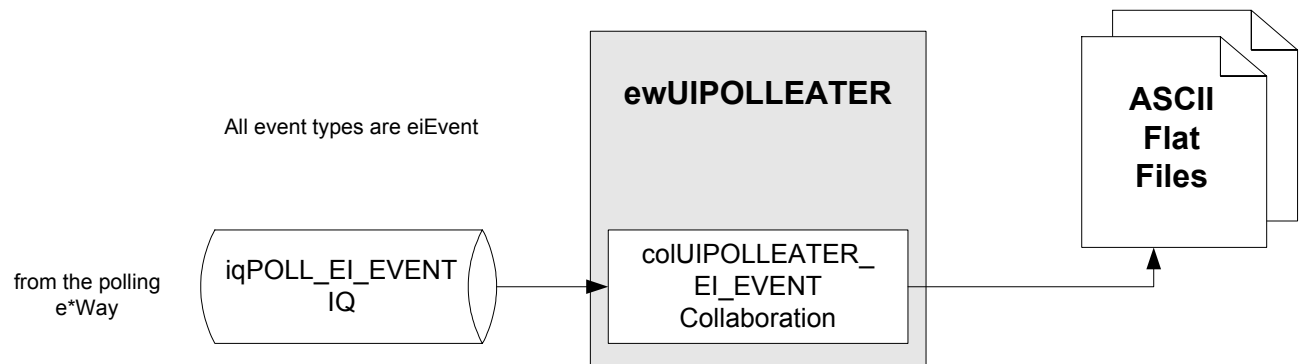 ewUIPOLLEATER
ASCII
Flat
Files
All event types are eiEvent
from the polling
e*Way
iqPOLL_EI_EVENT
IQ
colUIPOLLEATER_
EI_EVENT
Collaboration